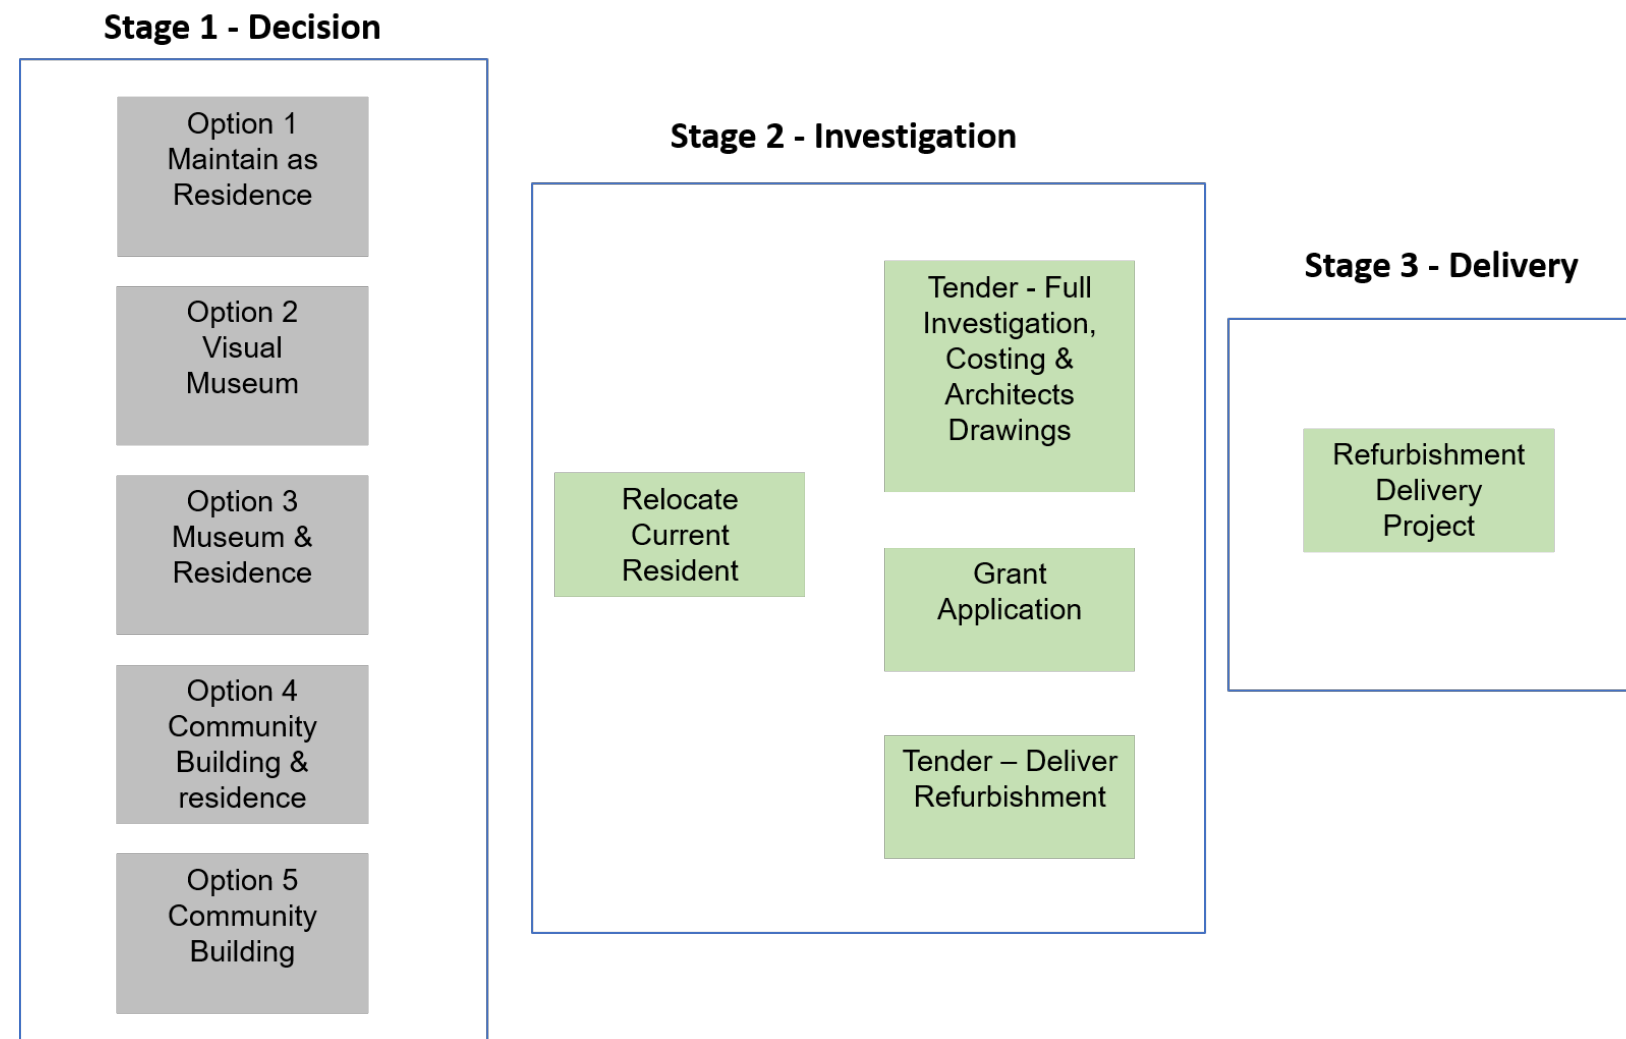 Stage 1 - Decision
Option 1
Maintain as
Residence
Option 2
Visual
Museum
Option 3
Museum &
Residence
Option 4
Community
Building &
residence
Option 5
Community
Building
Stage 2 - Investigation
Relocate
Current
Resident
Tender - Full
Investigation,
Costing &
Architects
Drawings
Grant
Application
Tender – Deliver
Refurbishment
Stage 3 - Delivery
Refurbishment
Delivery
Project